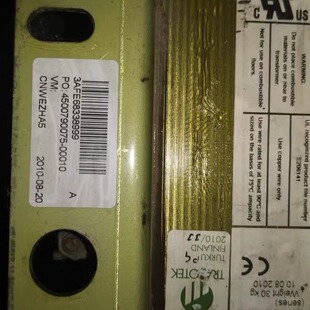 3AFE68338999
PO: 4500790075-00010
VM:
A
CNWEZHA5
2010-08-20
C US
WARNING:
Do not place combustible
materials on or near to
transformer
Not for use on combustible
floors.
UL recognized product file number
Use copper wire only.
Use wire rated for at least 90°C and
sized on the basis of 75°C ampacity
TRAFOTEK
TURKU
FINLAND
2010/33
(series)
Weight 30 kg
10 08 2010